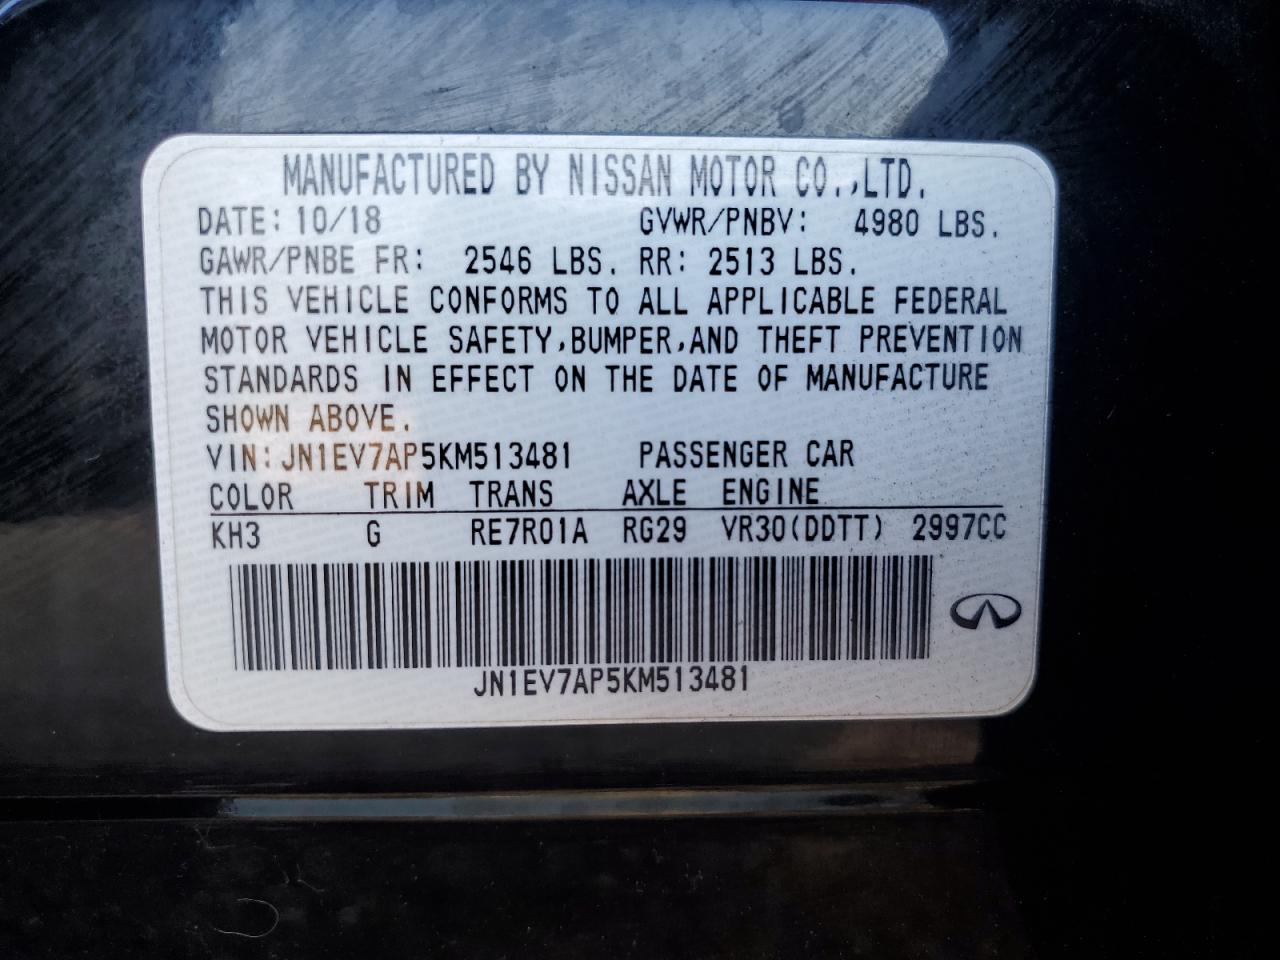 MANUFACTURED BY NISSAN MOTOR CO.,LTD.
DATE: 10/18 GVWR/PNBV: 4980 LBS.
GAWR/PNBE FR: 2546 LBS. RR: 2513 LBS.
THIS VEHICLE CONFORMS TO ALL APPLICABLE FEDERAL
MOTOR VEHICLE SAFETY,BUMPER,AND THEFT PREVENTION
STANDARDS IN EFFECT ON THE DATE OF MANUFACTURE
SHOWN ABOVE.
VIN: JN1EV7AP5KM513481 PASSENGER CAR
COLOR TRIM TRANS AXLE ENGINE
KH3 G RE7R01A RG29 VR30(DDTT) 2997CC
JN1EV7AP5KM513481